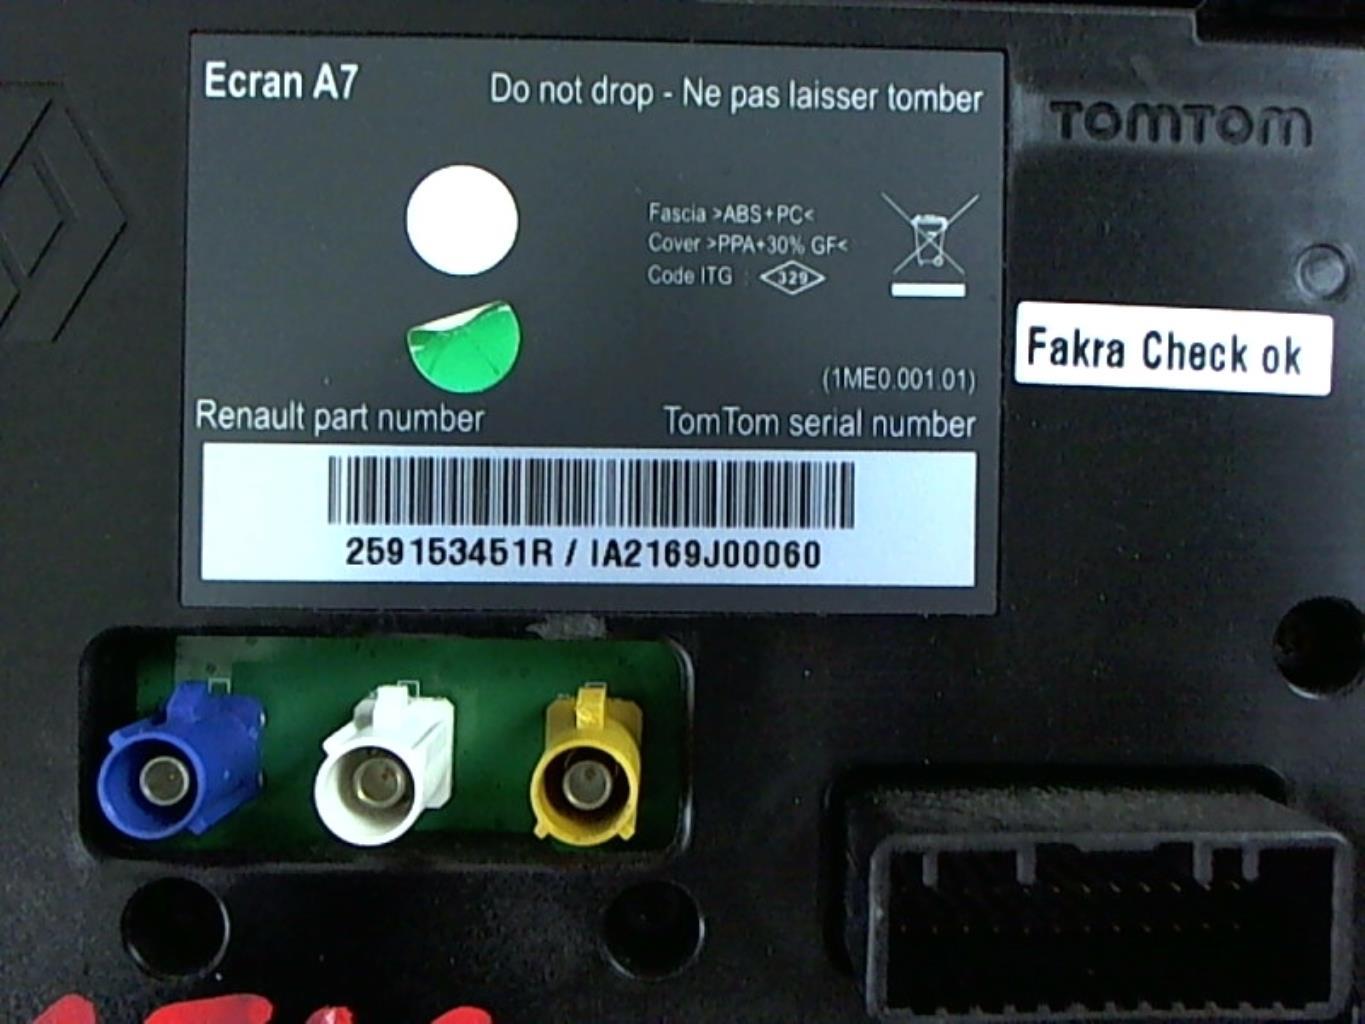 Ecran A7
Do not drop - Ne pas laisser tomber
TOMTOM
Fascia >ABS+PC<
Cover >PPA+30% GF<
Code ITG : 329
Fakra Check ok
(1ME0.001.01)
Renault part number
TomTom serial number
259153451R / IA2169J00060